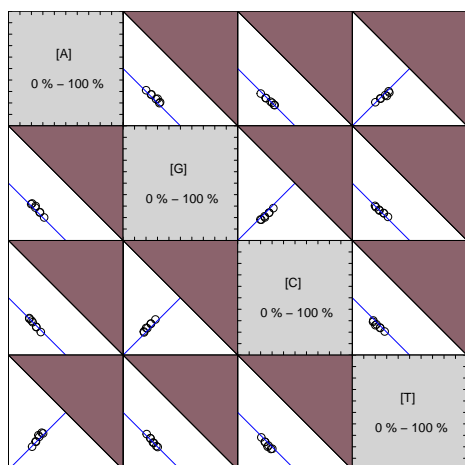 [A]
0 % – 100 %
[G]
0 % – 100 %
[C]
0 % – 100 %
[T]
0 % – 100 %